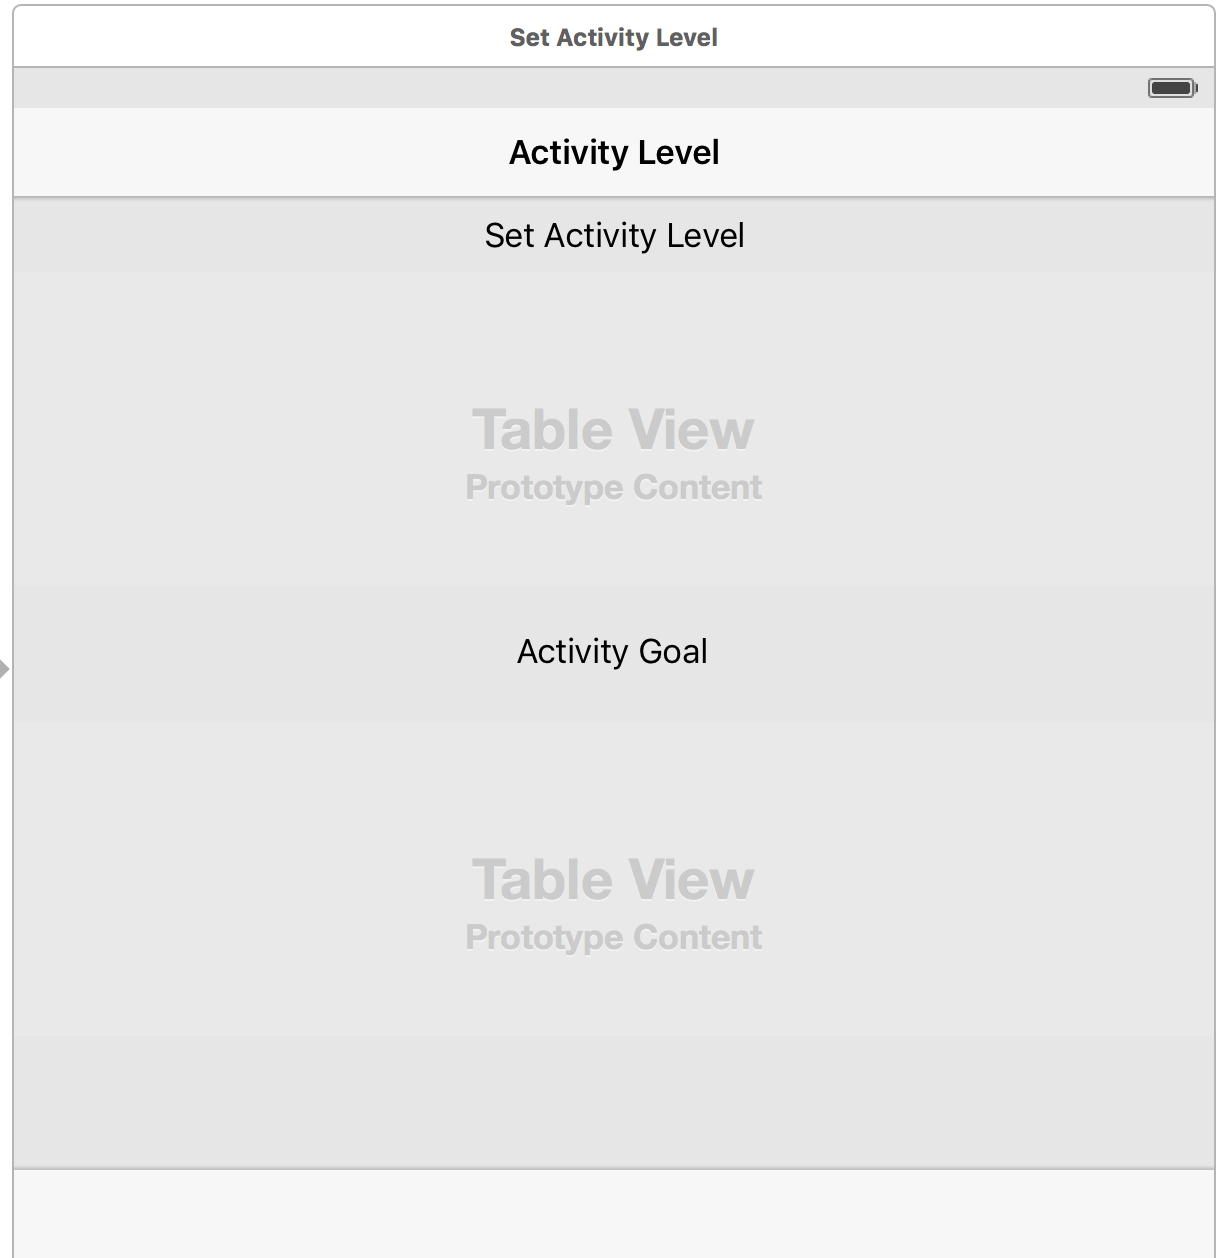 Set Activity Level
Activity Level
Set Activity Level
Table View
Prototype Content
Activity Goal
Table View
Prototype Content